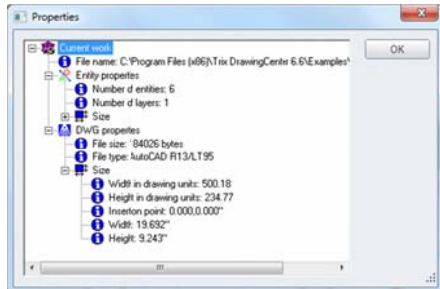 Properties
Current work
File name: C:\Program Files (x86)\Trix DrawingCenter 6.6\Examples\
Entity properties
Number of entities: 6
Number of layers: 1
Size
DWG properties
File size: 184026 bytes
File type: AutoCAD R13/LT95
Size
Width in drawing units: 500.18
Height in drawing units: 234.77
Insertion point: 0.000,0.000"
Width: 19.692"
Height: 9.243"
OK